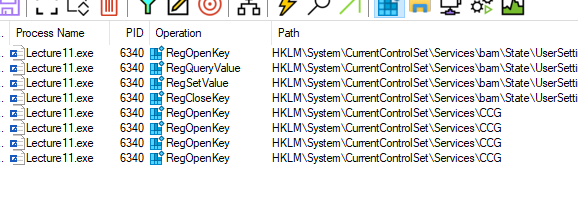 Process Name PID Operation Path
Lecture11.exe 6340 RegOpenKey HKLM\System\CurrentControlSet\Services\bam\State\UserSetti
Lecture11.exe 6340 RegQueryValue HKLM\System\CurrentControlSet\Services\bam\State\UserSetti
Lecture11.exe 6340 RegSetValue HKLM\System\CurrentControlSet\Services\bam\State\UserSetti
Lecture11.exe 6340 RegCloseKey HKLM\System\CurrentControlSet\Services\bam\State\UserSetti
Lecture11.exe 6340 RegOpenKey HKLM\System\CurrentControlSet\Services\CCG
Lecture11.exe 6340 RegOpenKey HKLM\System\CurrentControlSet\Services\CCG
Lecture11.exe 6340 RegOpenKey HKLM\System\CurrentControlSet\Services\CCG
Lecture11.exe 6340 RegOpenKey HKLM\System\CurrentControlSet\Services\CCG